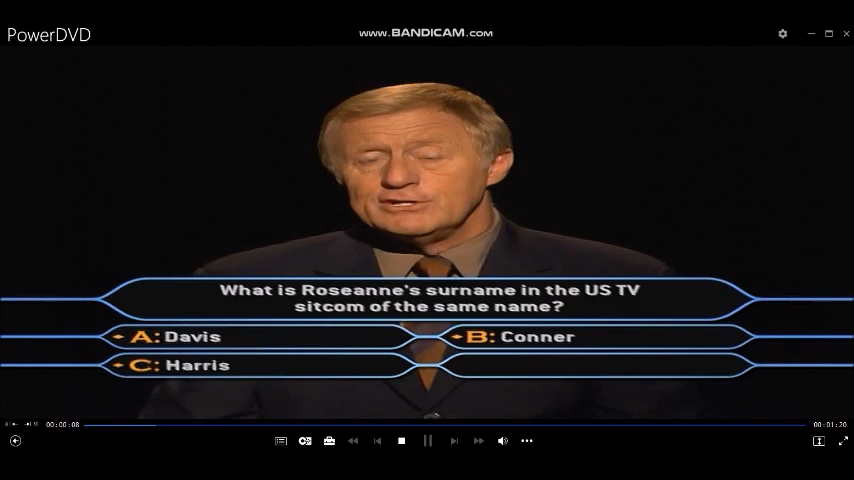 PowerDVD
www.BANDICAM.com
What is Roseanne's surname in the US TV
sitcom of the same name?
A: Davis
B: Conner
C: Harris
00:00:08
00:01:20